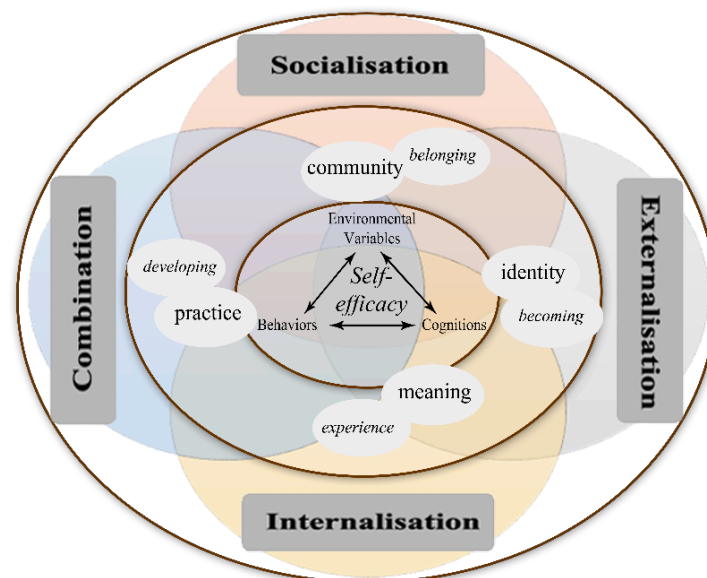 Socialisation
belonging
community
Environmental
Variables
Combination
Externalisation
developing
practice
Self-
efficacy
identity
becoming
Behaviors
Cognitions
meaning
experience
Internalisation